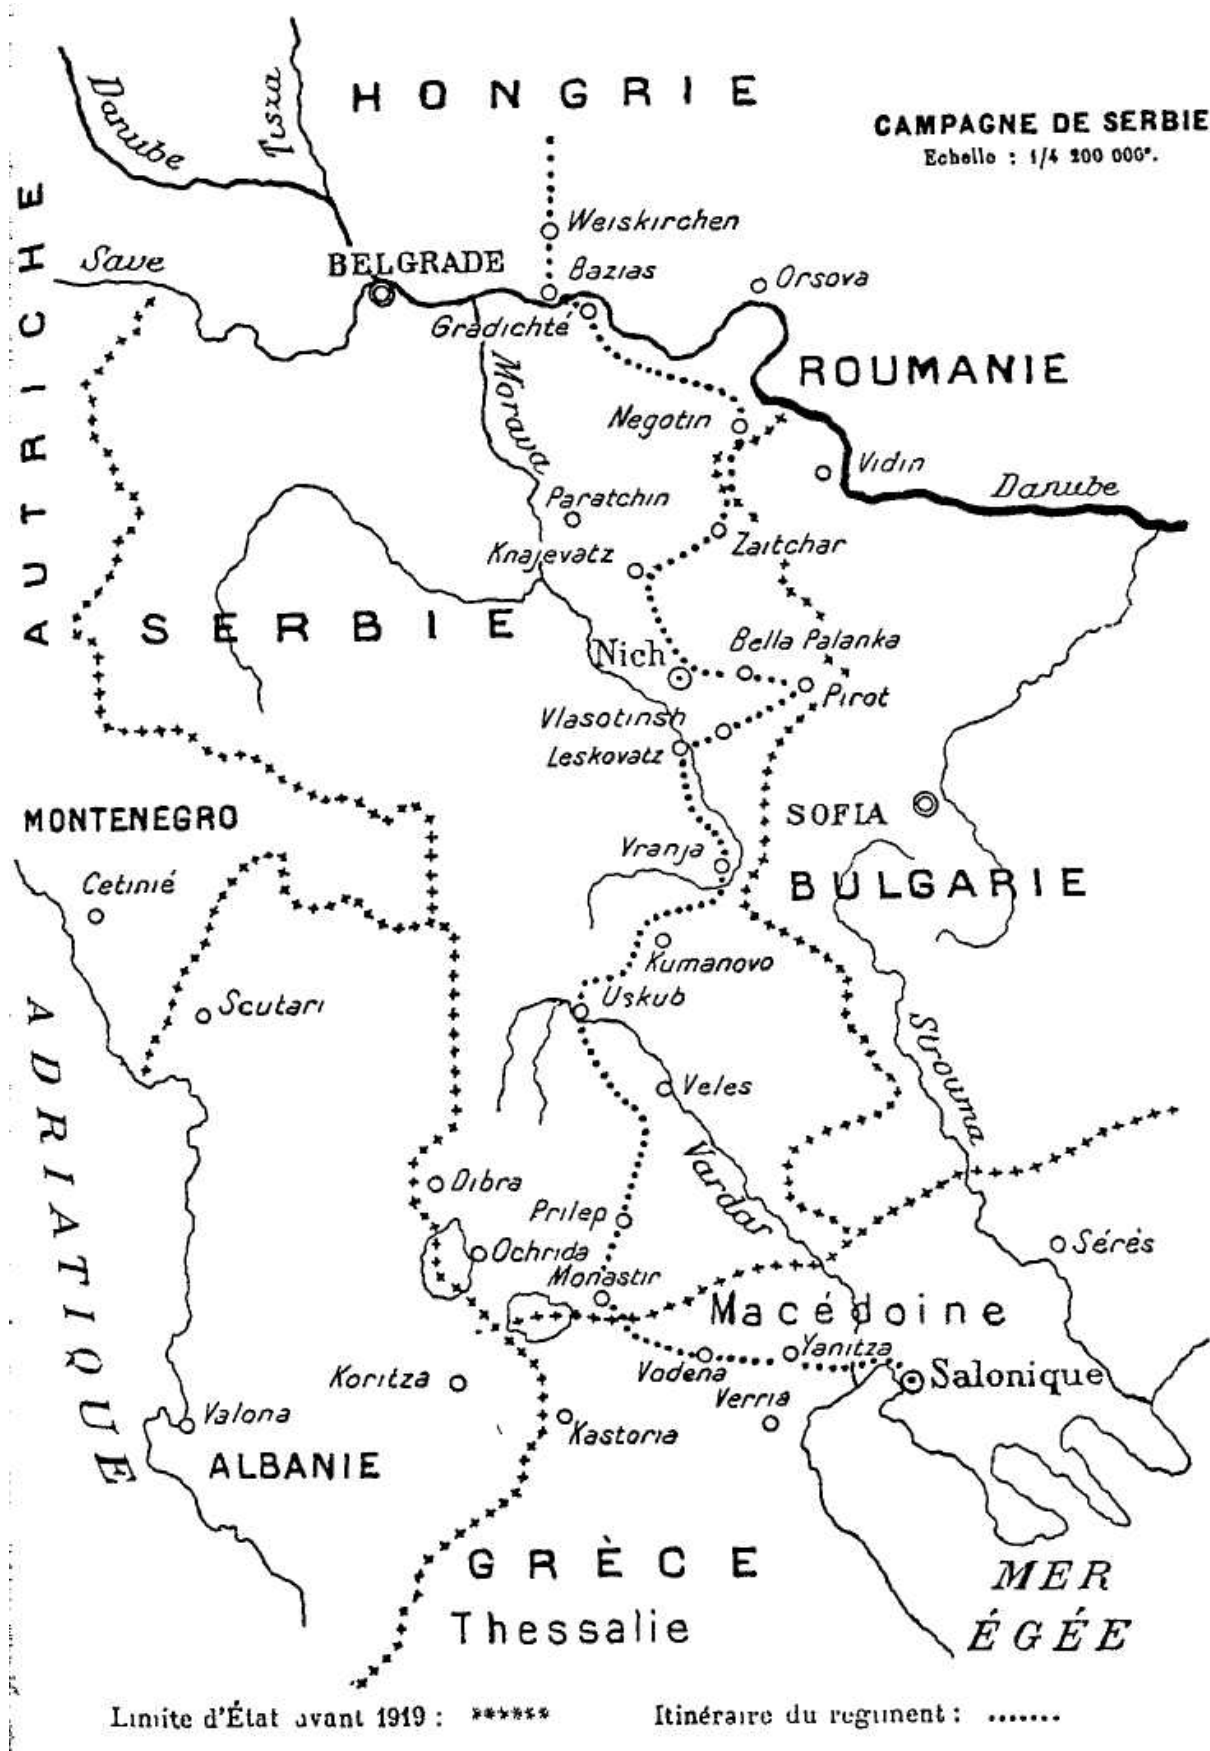 HONGRIE
CAMPAGNE DE SERBIE
Echelle : 1/4 200 000e.
Danube
Tisza
AUTRICHE
Weiskirchen
Save
BELGRADE
Bazias
Orsova
Gradichté
ROUMANIE
Morava
Negotin
Vidin
Danube
Paratchin
Knajevatz
Zaitchar
SERBIE
Nich
Bella Palanka
Pirot
Vlasotinsh
Leskovatz
MONTENEGRO
SOFIA
Vranja
BULGARIE
Cetinié
Kumanovo
Uskub
Scutari
Strouma
ADRIATIQUE
Veles
Vardar
Dibra
Prilep
Ochrida
Sérès
Monastir
Macédoine
Yanitza
Vodena
Koritza
Salonique
Verria
Valona
Kastoria
ALBANIE
GRÈCE
MER
ÉGÉE
Thessalie
Limite d'État avant 1919 : ******* Itinéraire du regiment : .......